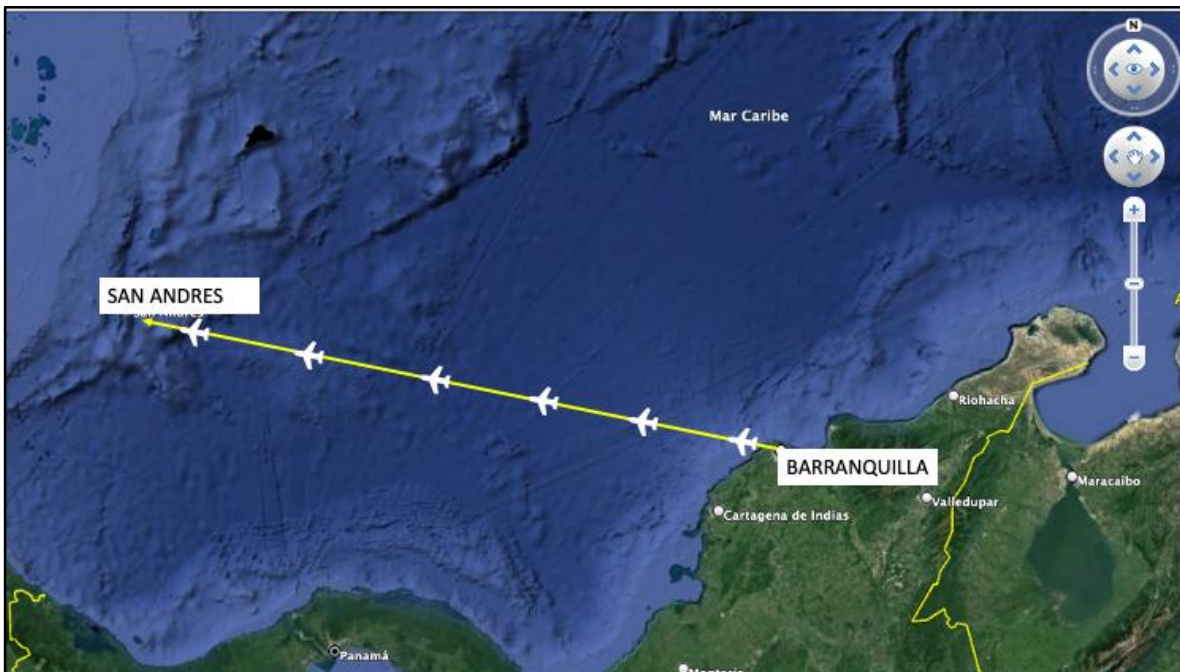 N
Mar Caribe
SAN ANDRES
Riohacha
BARRANQUILLA
Maracaibo
Valledupar
Cartagena de Indias
Panamá